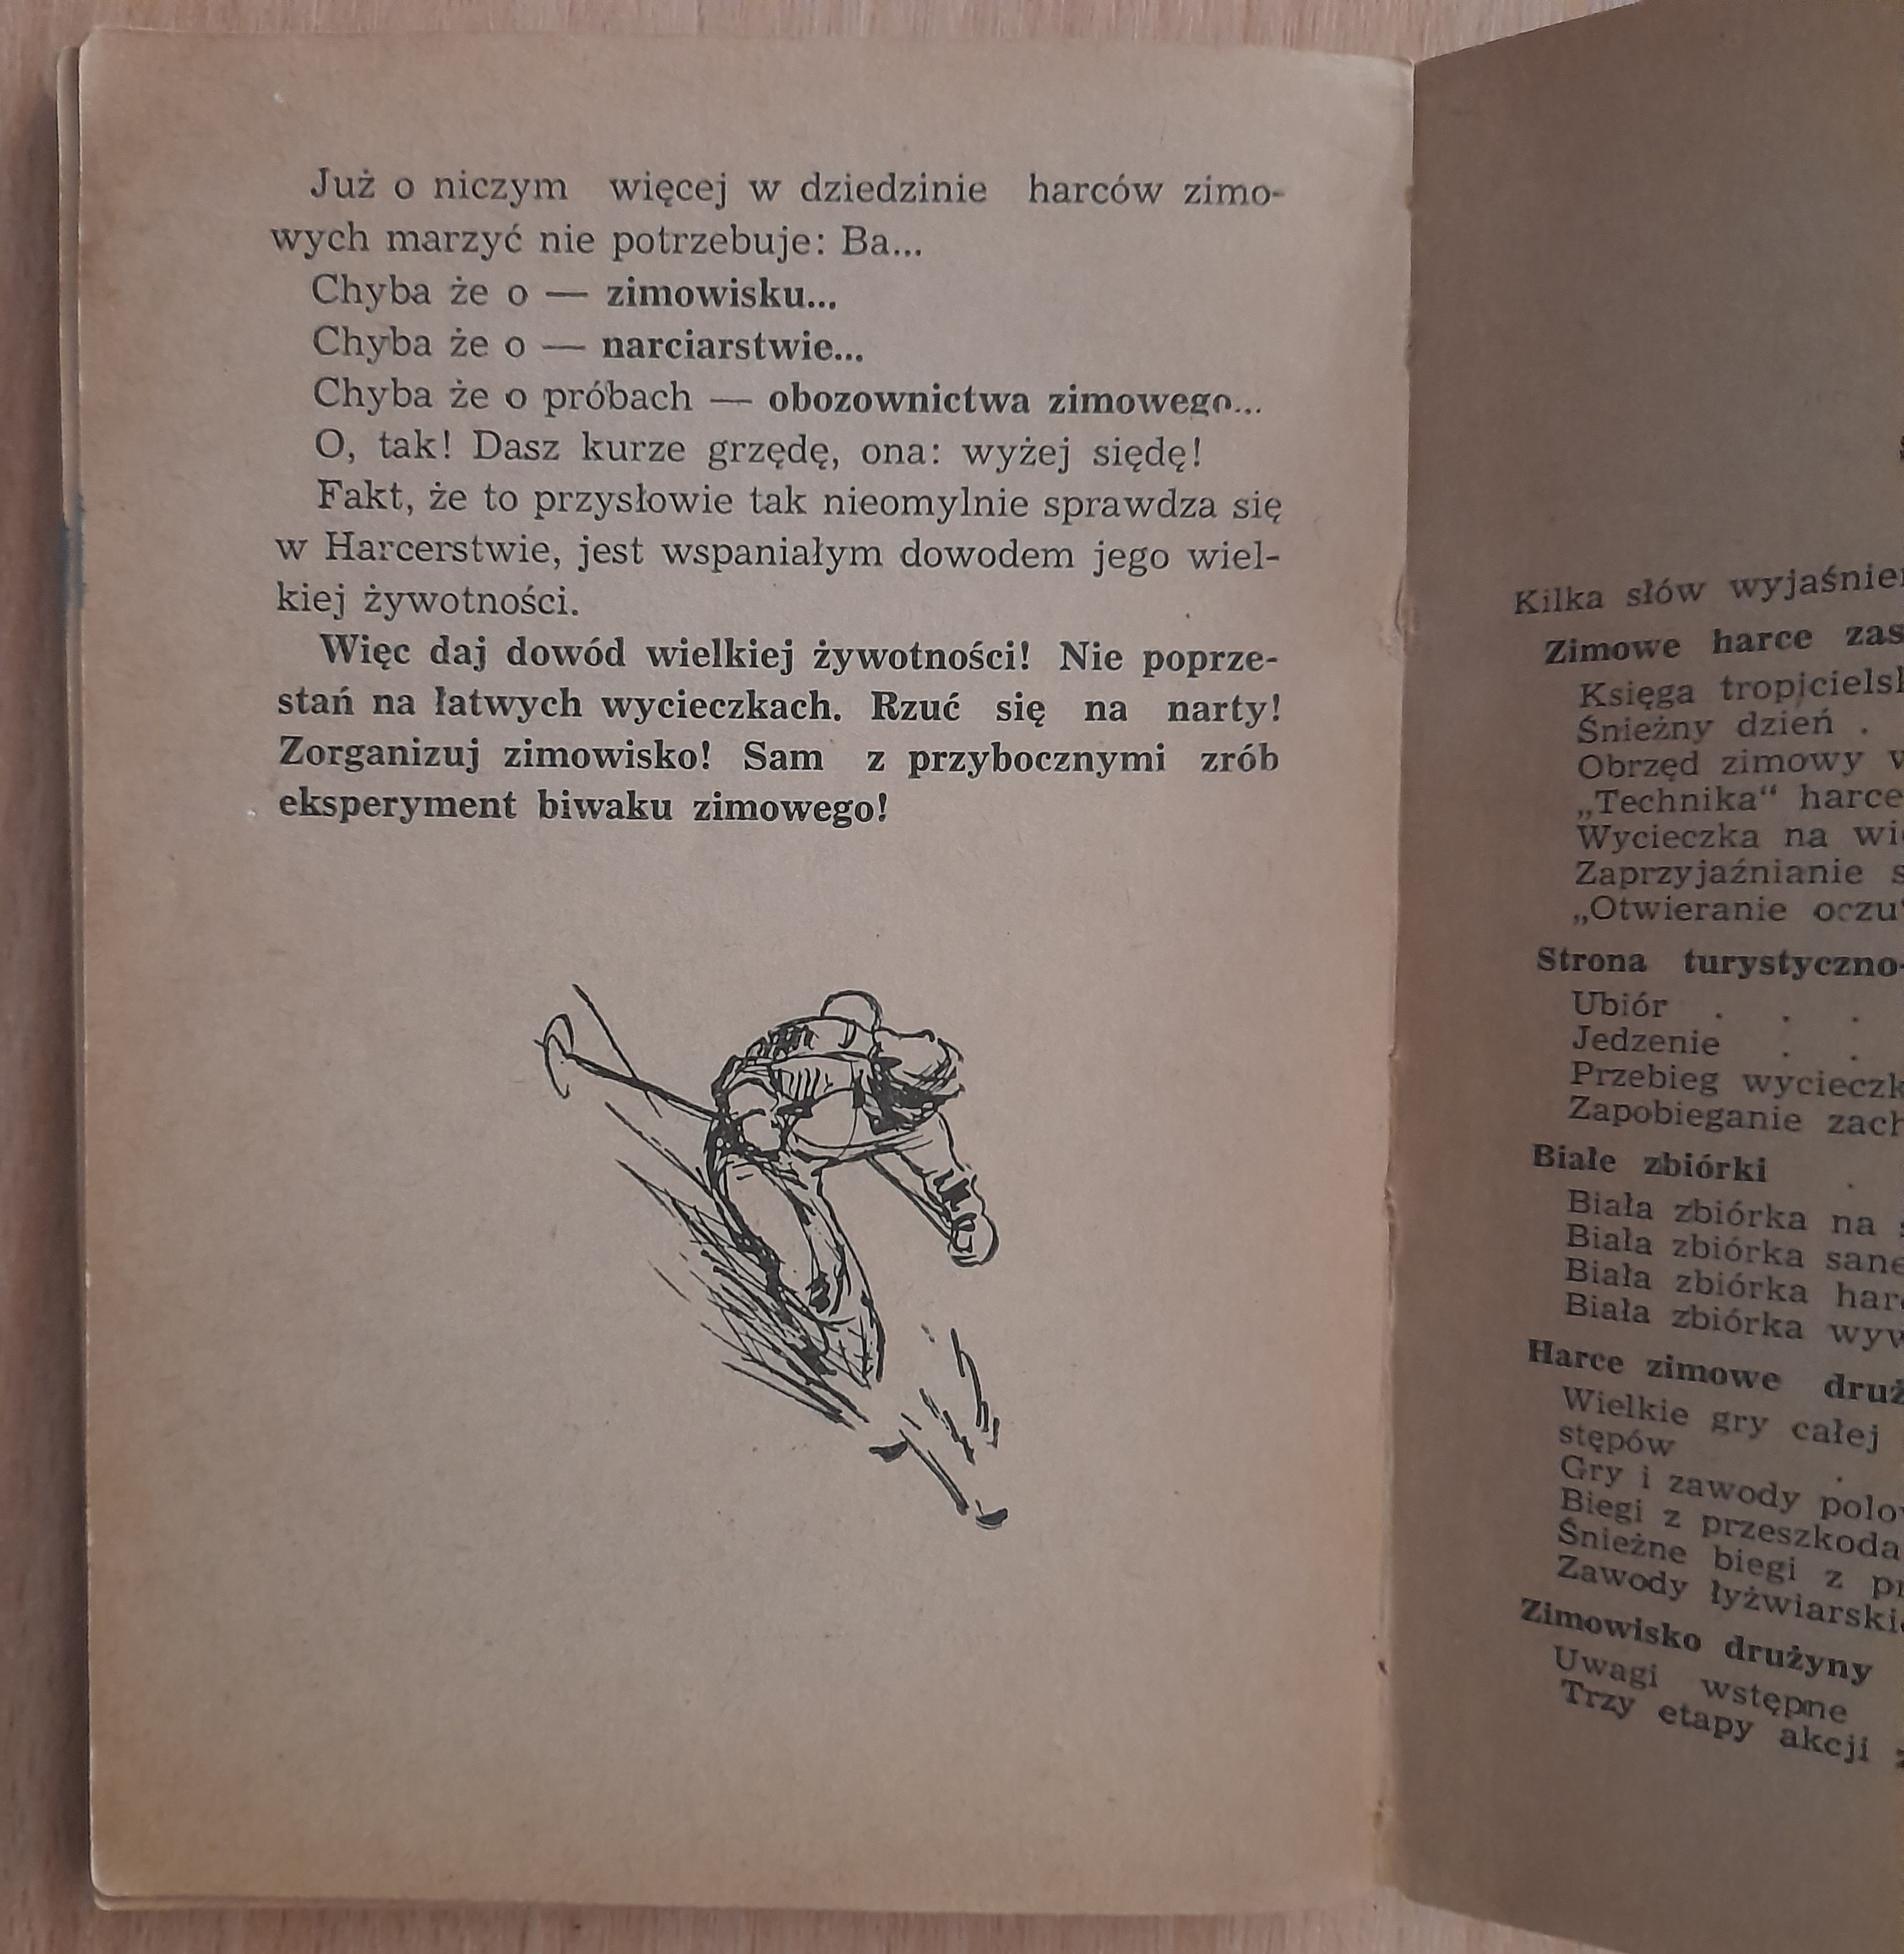 Już o niczym więcej w dziedzinie harców zimo-
wych marzyć nie potrzebuje: Ba...
Chyba że o — zimowisku...
Chyba że o — narciarstwie...
Chyba że o próbach — obozownictwa zimowego...
O, tak! Dasz kurze grzędę, ona: wyżej siędę!
Fakt, że to przysłowie tak nieomylnie sprawdza się
w Harcerstwie, jest wspaniałym dowodem jego wiel-
kiej żywotności.
Więc daj dowód wielkiej żywotności! Nie poprze-
stań na łatwych wycieczkach. Rzuć się na narty!
Zorganizuj zimowisko! Sam z przybocznymi zrób
eksperyment biwaku zimowego!
Kilka słów
Zimowe harce
Księga
Śnieżny dzień .
Obrzęd zimowy
„Technika“
Wycieczka na
Zaprzyjaźnianie
„Otwieranie
Strona turystyczno-
Ubiór . . .
Jedzenie . .
Przebieg
Zapobieganie
Białe zbiórki .
Biała zbiórka na
Biała zbiórka
Biała zbiórka
Biała zbiórka
Harce zimowe
Wielkie gry całej
stępów .
Gry i zawody
Biegi z
Śnieżne biegi z
Zawody
Zimowisko drużyny
Uwagi wstępne
Trzy etapy akcji